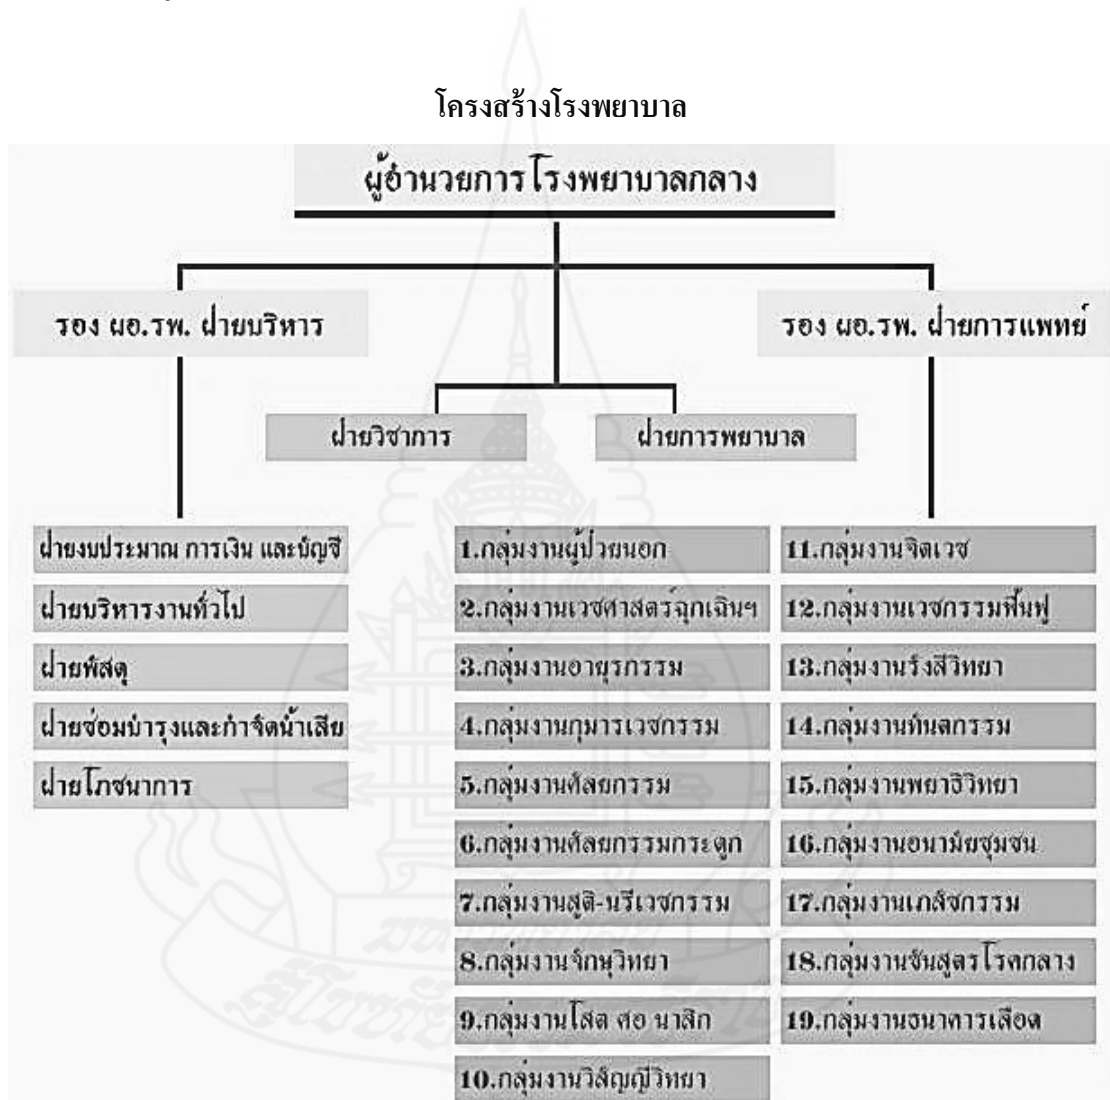 โครงสร้างโรงพยาบาล
ผู้อำนวยการโรงพยาบาลกลาง
รอง ผอ.รพ. ฝ่ายบริหาร
รอง ผอ.รพ. ฝ่ายการแพทย์
ฝ่ายวิชาการ
ฝ่ายการพยาบาล
ฝ่ายงบประมาณ การเงิน และบัญชี
ฝ่ายบริหารงานทั่วไป
ฝ่ายพัสดุ
ฝ่ายซ่อมบำรุงและกำจัดน้ำเสีย
ฝ่ายโภชนาการ
1.กลุ่มงานผู้ป่วยนอก
2.กลุ่มงานเวชศาสตร์ฉุกเฉินฯ
3.กลุ่มงานอายุรกรรม
4.กลุ่มงานกุมารเวชกรรม
5.กลุ่มงานศัลยกรรม
6.กลุ่มงานศัลยกรรมกระดูก
7.กลุ่มงานสูติ-นรีเวชกรรม
8.กลุ่มงานจักษุวิทยา
9.กลุ่มงานโสต ศอ นาสิก
10.กลุ่มงานวิสัญญีวิทยา
11.กลุ่มงานจิตเวช
12.กลุ่มงานเวชกรรมฟื้นฟู
13.กลุ่มงานรังสีวิทยา
14.กลุ่มงานทันตกรรม
15.กลุ่มงานพยาธิวิทยา
16.กลุ่มงานอนามัยชุมชน
17.กลุ่มงานเภสัชกรรม
18.กลุ่มงานชันสูตรโรคกลาง
19.กลุ่มงานธนาคารเลือด